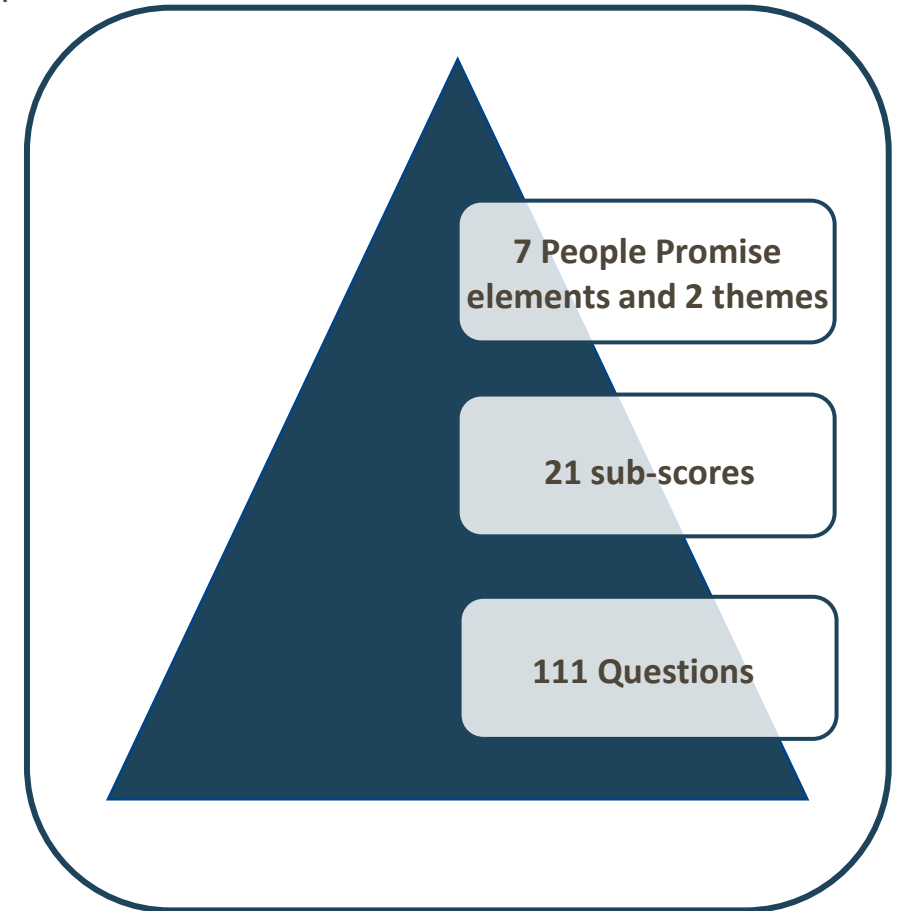 7 People Promise
elements and 2 themes
21 sub-scores
111 Questions